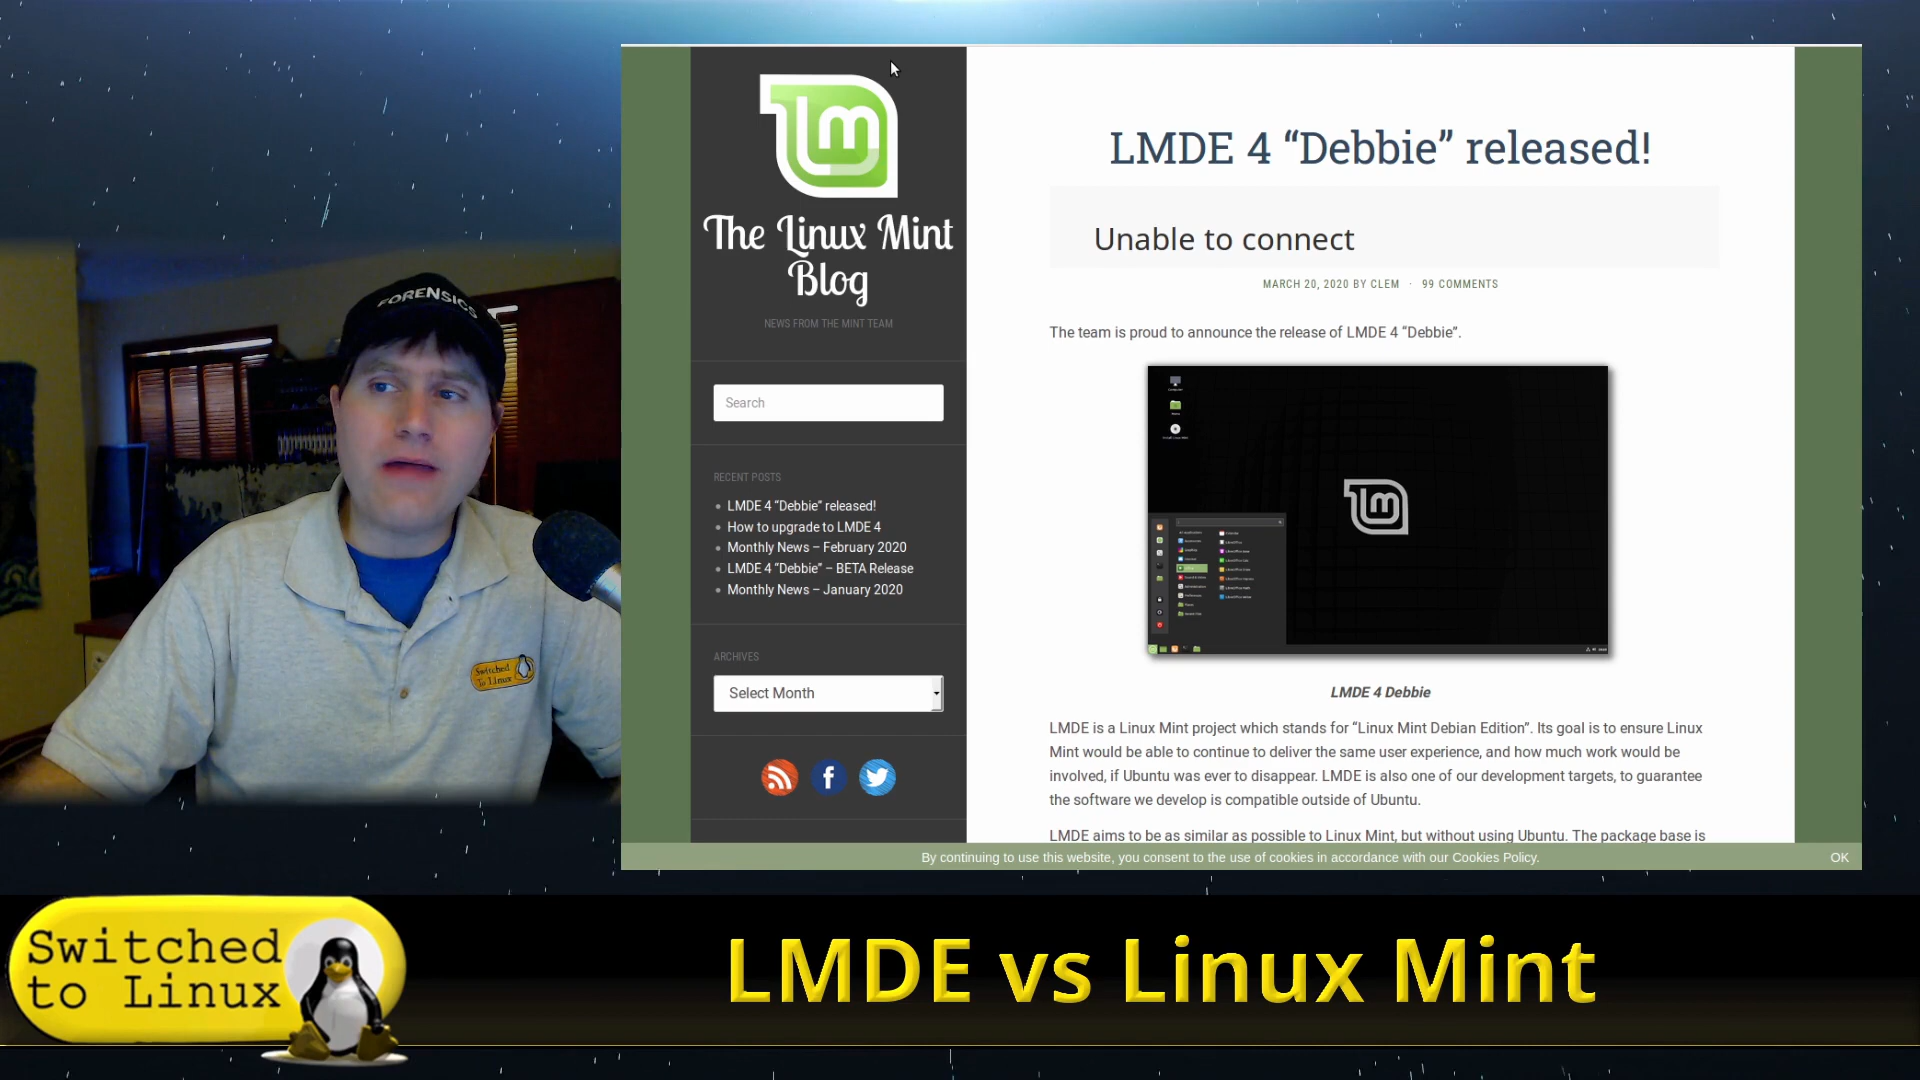 The Linux Mint
Blog
NEWS FROM THE MINT TEAM
Search
RECENT POSTS
LMDE 4 “Debbie” released!
How to upgrade to LMDE 4
Monthly News – February 2020
LMDE 4 “Debbie” – BETA Release
Monthly News – January 2020
ARCHIVES
Select Month
LMDE 4 “Debbie” released!
Unable to connect
MARCH 20, 2020 BY CLEM · 99 COMMENTS
The team is proud to announce the release of LMDE 4 “Debbie”.
LMDE 4 Debbie
LMDE is a Linux Mint project which stands for “Linux Mint Debian Edition”. Its goal is to ensure Linux
Mint would be able to continue to deliver the same user experience, and how much work would be
involved, if Ubuntu was ever to disappear. LMDE is also one of our development targets, to guarantee
the software we develop is compatible outside of Ubuntu.
LMDE aims to be as similar as possible to Linux Mint, but without using Ubuntu. The package base is
By continuing to use this website, you consent to the use of cookies in accordance with our Cookies Policy.
OK
FORENSICS
Switched
To Linux
Switched
to Linux
LMDE vs Linux Mint